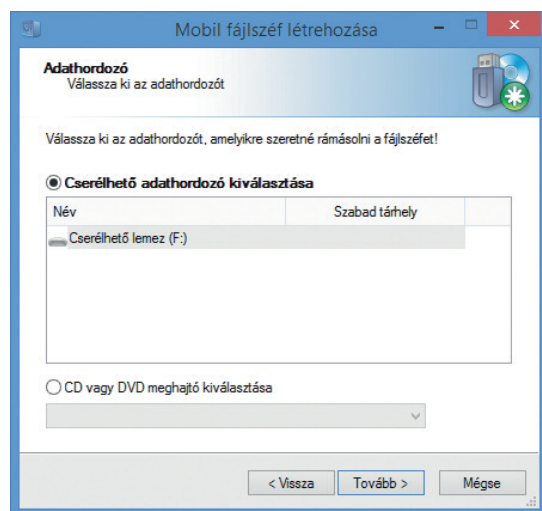 Mobil fájlszéf létrehozása
Adathordozó
Válassza ki az adathordozót
Válassza ki az adathordozót, amelyikre szeretné rámásolni a fájlszéfet!
Cserélhető adathordozó kiválasztása
Név Szabad tárhely
Cserélhető lemez (F:)
CD vagy DVD meghajtó kiválasztása
< Vissza Tovább > Mégse